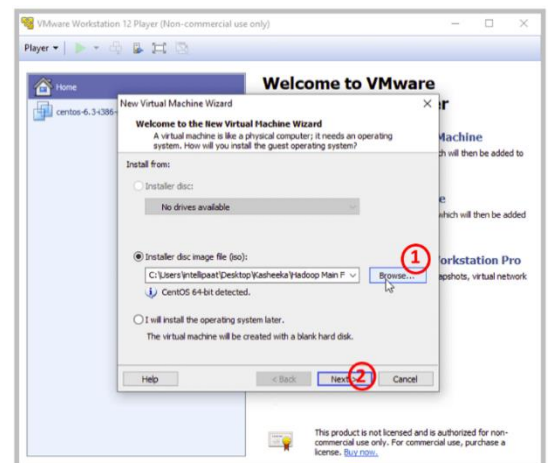 VMware Workstation 12 Player (Non-commercial use only)
Player
Home
centos-6.3-i386-
Welcome to VMware
er
Machine
ch will then be added to
e
which will then be added
orkstation Pro
apshots, virtual network
New Virtual Machine Wizard
Welcome to the New Virtual Machine Wizard
A virtual machine is like a physical computer; it needs an operating
system. How will you install the guest operating system?
Install from:
Installer disc:
No drives available
Installer disc image file (iso):
C:\Users\intellipaat\Desktop\Kasheeka\Hadoop Main F
Browse...
1
CentOS 64-bit detected.
I will install the operating system later.
The virtual machine will be created with a blank hard disk.
Help
< Back
Next >
2
Cancel
This product is not licensed and is authorized for non-
commercial use only. For commercial use, purchase a
license. Buy now.